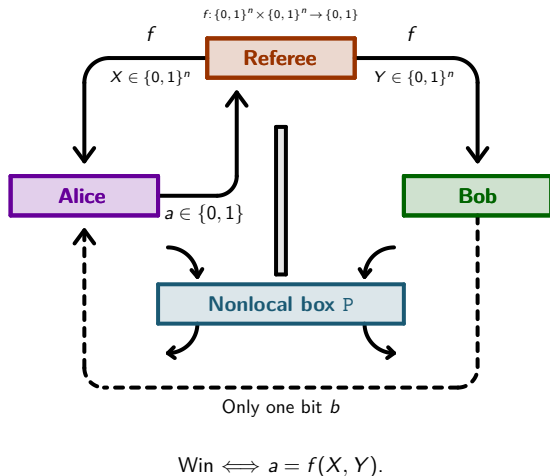 f: {0, 1}ⁿ × {0, 1}ⁿ → {0, 1}
f f
Referee
X ∈ {0, 1}ⁿ Y ∈ {0, 1}ⁿ
Alice Bob
a ∈ {0, 1}
Nonlocal box P
Only one bit b
Win ⟺ a = f(X, Y).